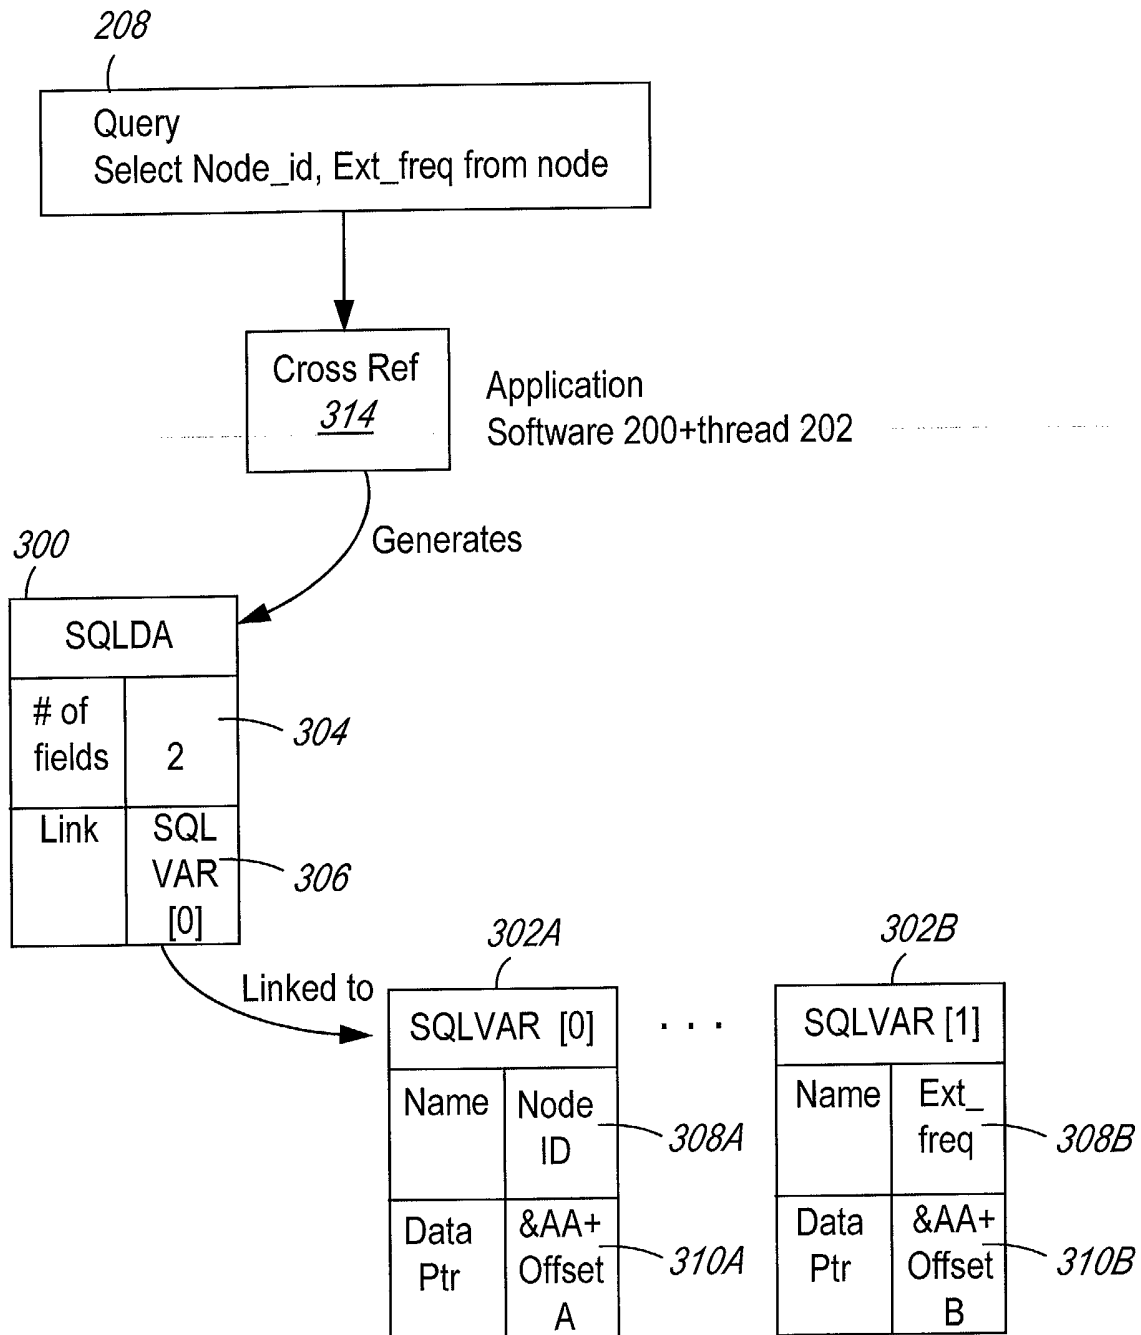 208
Query
Select Node_id, Ext_freq from node
Cross Ref
314
Application
Software 200+thread 202
Generates
300
SQLDA
# of
fields
2
304
Link
SQL
VAR
[0]
306
Linked to
302A
SQLVAR [0]
Name
Node
ID
308A
Data
Ptr
&AA+
Offset
A
310A
. . .
302B
SQLVAR [1]
Name
Ext_
freq
308B
Data
Ptr
&AA+
Offset
B
310B